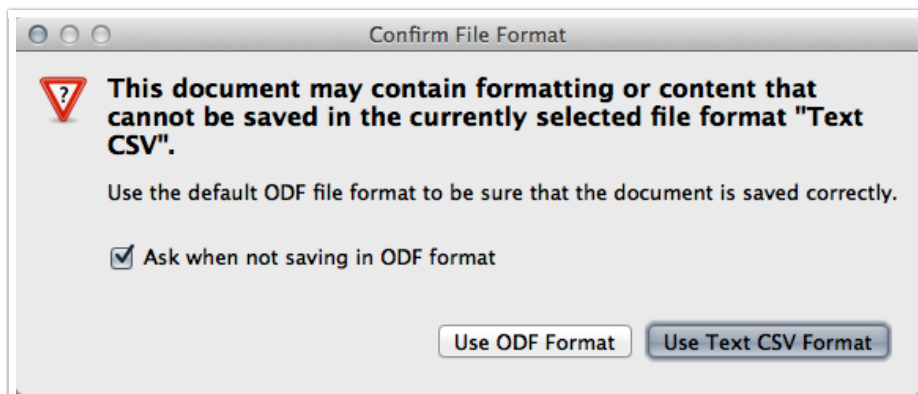 Confirm File Format
?
This document may contain formatting or content that
cannot be saved in the currently selected file format "Text
CSV".
Use the default ODF file format to be sure that the document is saved correctly.
Ask when not saving in ODF format
Use ODF Format
Use Text CSV Format